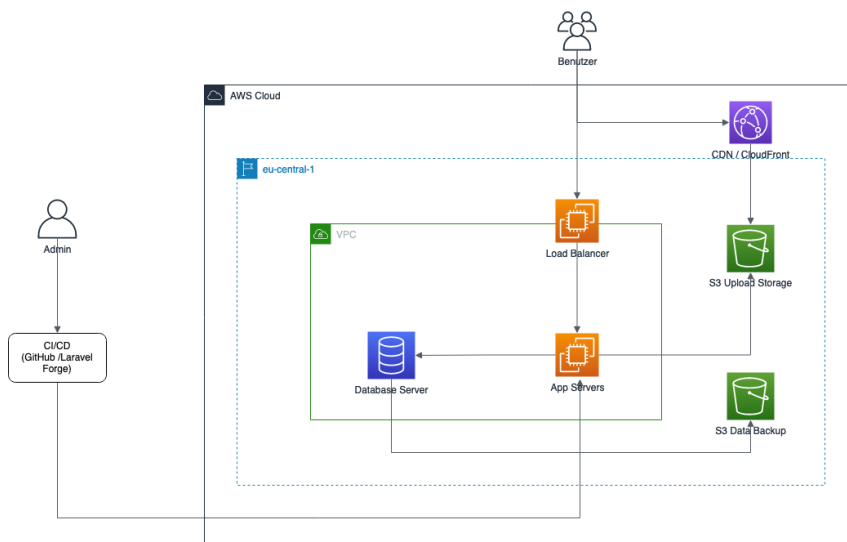 Benutzer
AWS Cloud
CDN / CloudFront
eu-central-1
Admin
VPC
Load Balancer
S3 Upload Storage
CI/CD
(GitHub /Laravel
Forge)
Database Server
App Servers
S3 Data Backup